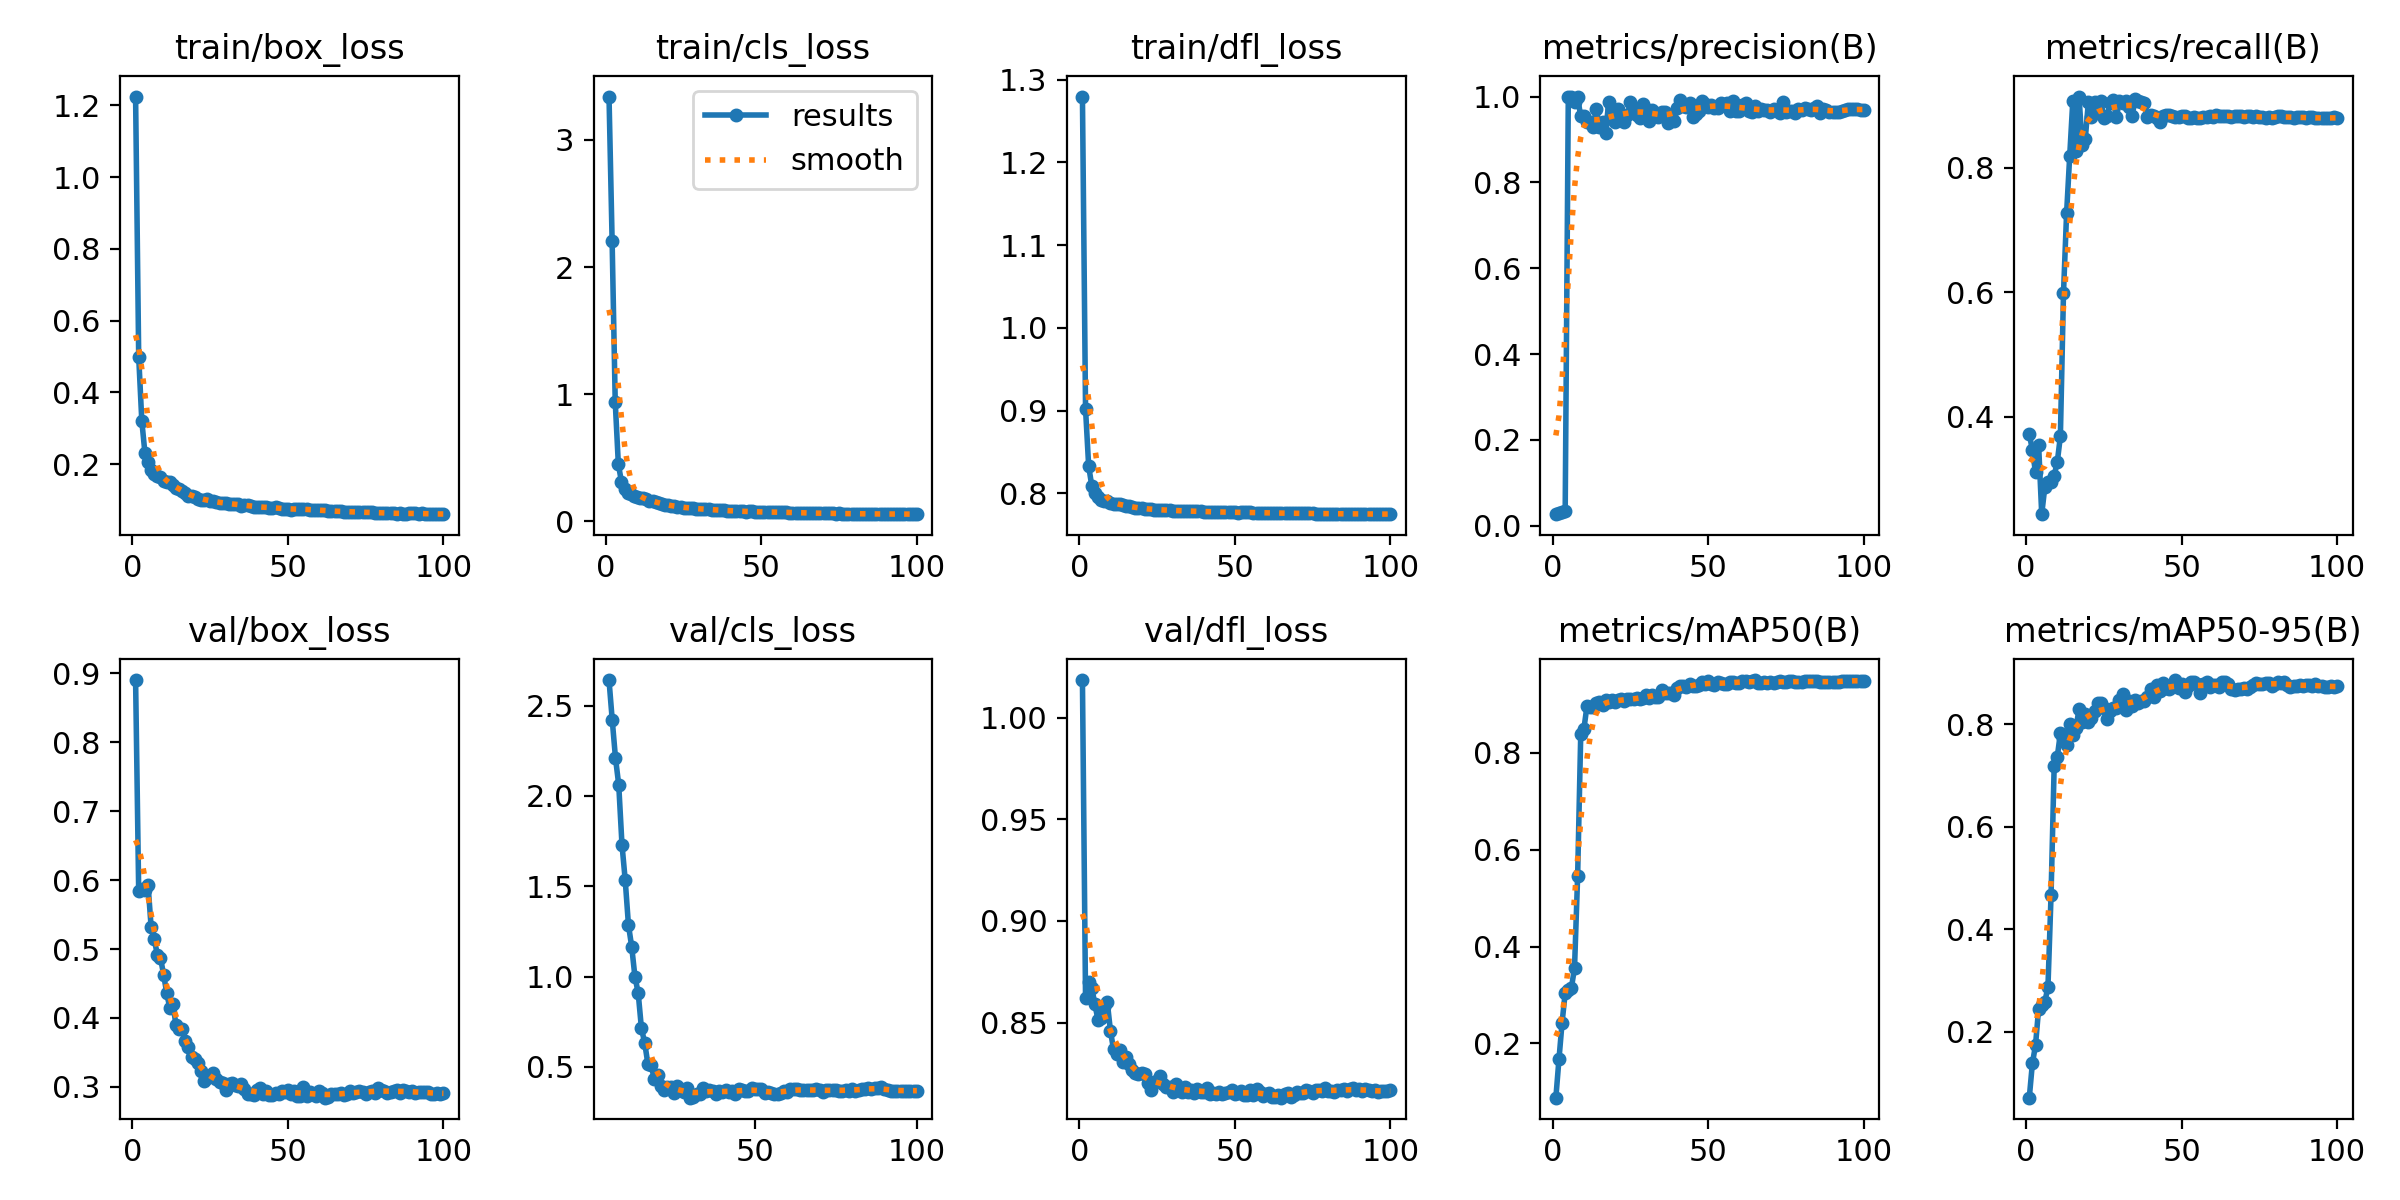 train/box_loss
1.2
1.0
0.8
0.6
0.4
0.2
0 50 100
train/cls_loss
results
smooth
3
2
1
0
0 50 100
train/dfl_loss
1.3
1.2
1.1
1.0
0.9
0.8
0 50 100
metrics/precision(B)
1.0
0.8
0.6
0.4
0.2
0.0
0 50 100
metrics/recall(B)
0.8
0.6
0.4
0 50 100
val/box_loss
0.9
0.8
0.7
0.6
0.5
0.4
0.3
0 50 100
val/cls_loss
2.5
2.0
1.5
1.0
0.5
50 100
val/dfl_loss
1.00
0.95
0.90
0.85
0 50 100
metrics/mAP50(B)
0.8
0.6
0.4
0.2
0 50 100
metrics/mAP50-95(B)
0.8
0.6
0.4
0.2
0 50 100